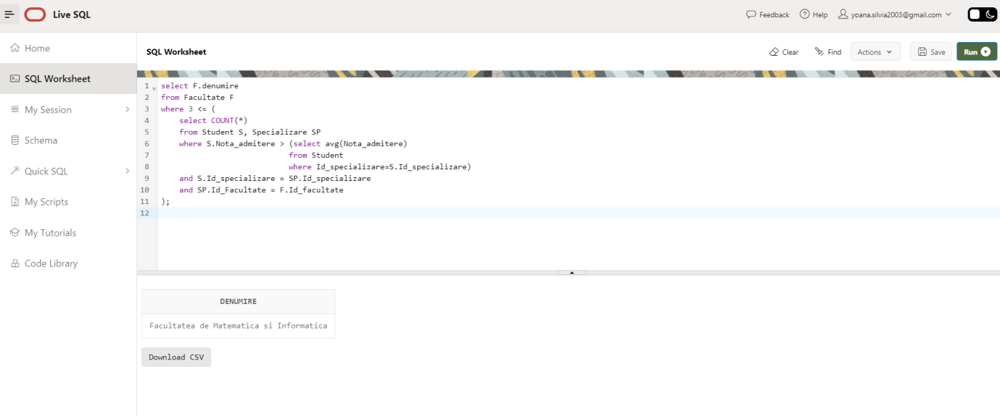 Live SQL
Feedback Help yoana.silvia2003@gmail.com
Home
SQL Worksheet
My Session
Schema
Quick SQL
My Scripts
My Tutorials
Code Library
SQL Worksheet
Clear Find Actions Save Run
1 select F.denumire
2 from Facultate F
3 where 3 <= (
4 select COUNT(*)
5 from Student S, Specializare SP
6 where S.Nota_admitere > (select avg(Nota_admitere)
7 from Student
8 where Id_specializare=S.Id_specializare)
9 and S.Id_specializare = SP.Id_specializare
10 and SP.Id_Facultate = F.Id_facultate
11 );
12
DENUMIRE
Facultatea de Matematica si Informatica
Download CSV